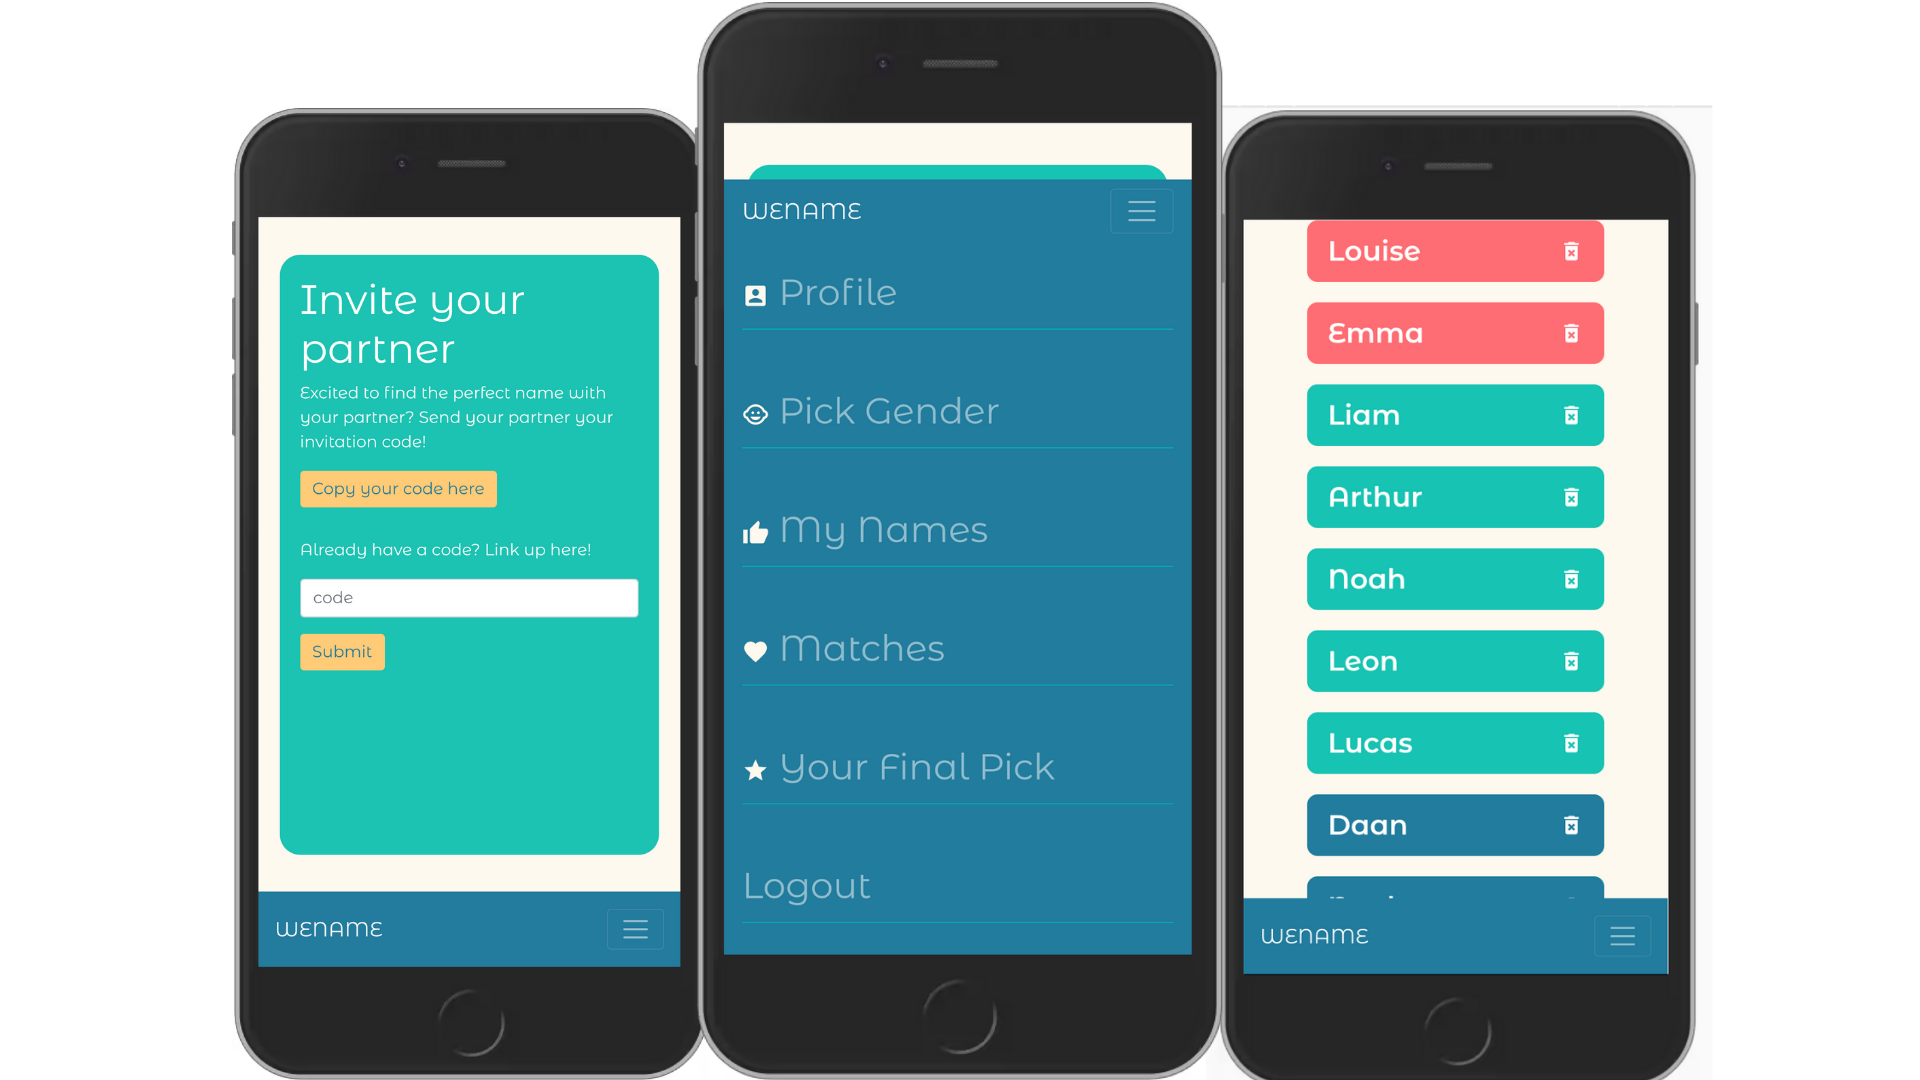 Invite your
partner
Excited to find the perfect name with
your partner? Send your partner your
invitation code!
Copy your code here
Already have a code? Link up here!
code
Submit
WENAME
WENAME
Profile
Pick Gender
My Names
Matches
Your Final Pick
Logout
Louise
Emma
Liam
Arthur
Noah
Leon
Lucas
Daan
WENAME